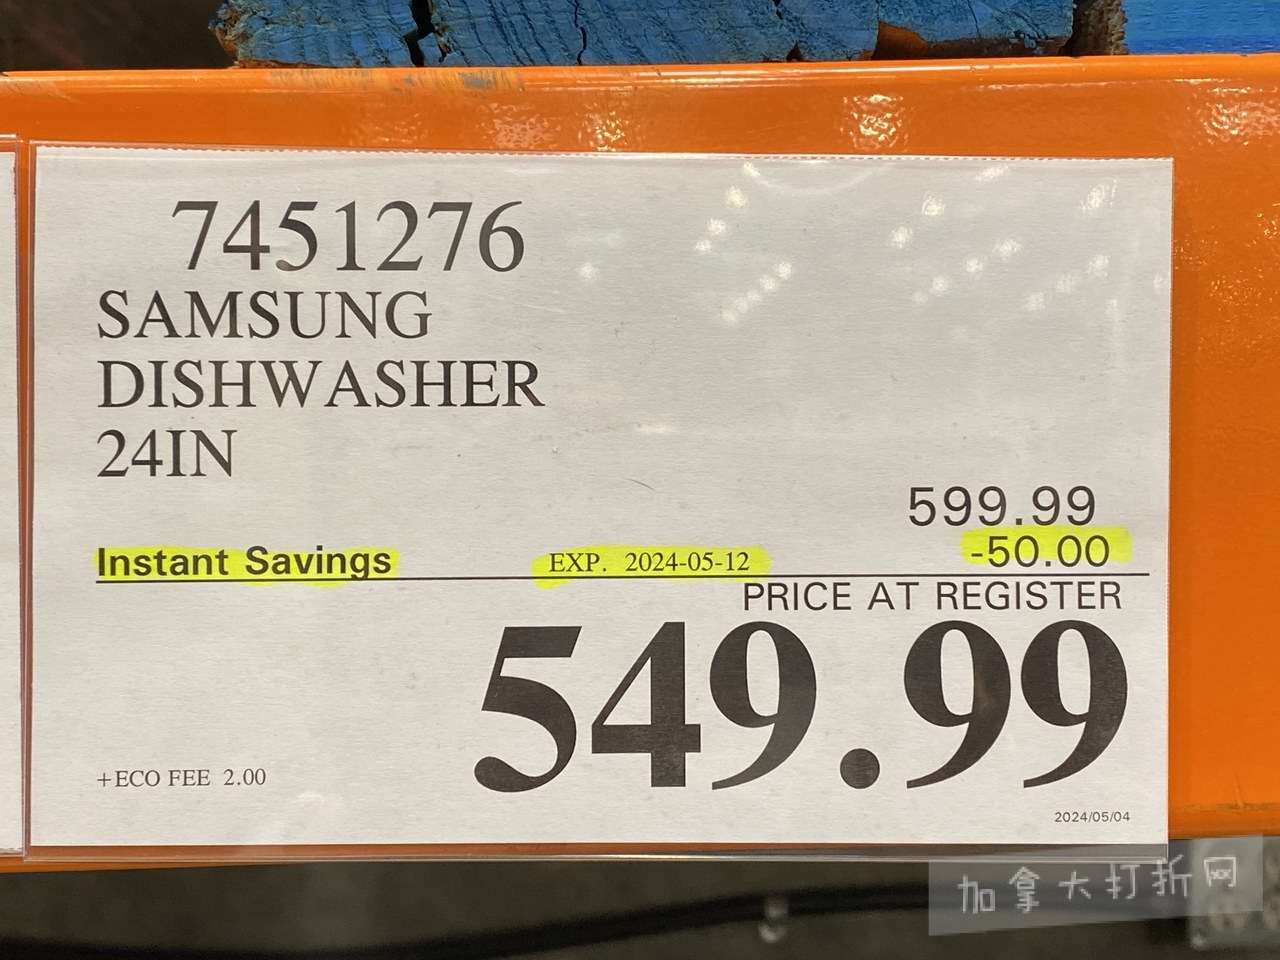 7451276
SAMSUNG
DISHWASHER
24IN
599.99
Instant Savings EXP. 2024-05-12 -50.00
PRICE AT REGISTER
549.99
+ECO FEE 2.00
2024/05/04
加拿大打折网